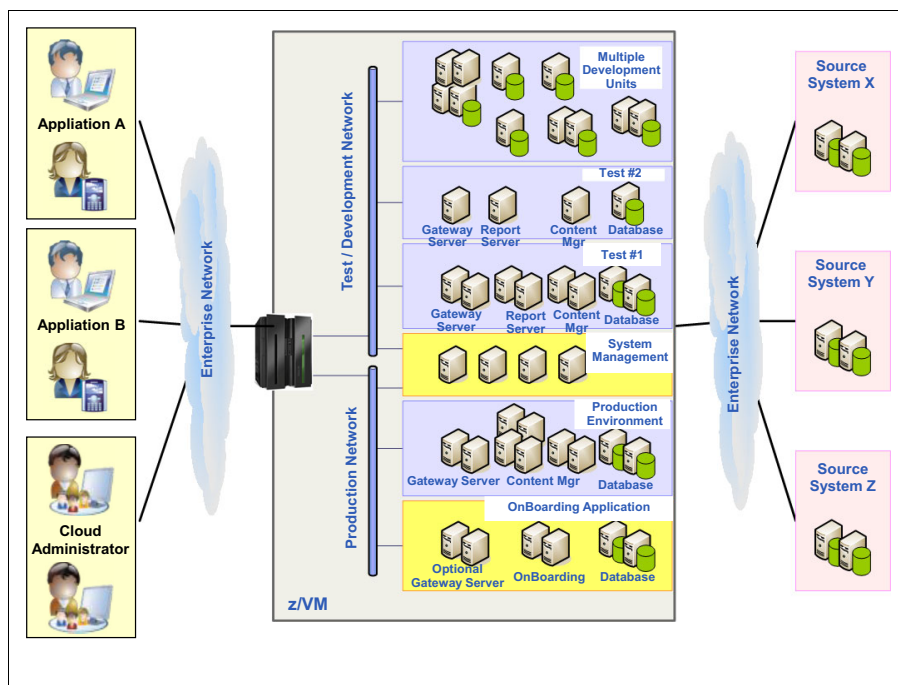 Appliation A
Appliation B
Cloud
Administrator
Enterprise Network
Test / Development Network
Production Network
z/VM
Multiple
Development
Units
Test #2
Gateway
Server
Report
Server
Content
Mgr
Database
Test #1
Gateway
Server
Report
Server
Content
Mgr
Database
System
Management
Production
Environment
Gateway Server
Content Mgr
Database
OnBoarding Application
Optional
Gateway Server
OnBoarding
Database
Enterprise Network
Source
System X
Source
System Y
Source
System Z